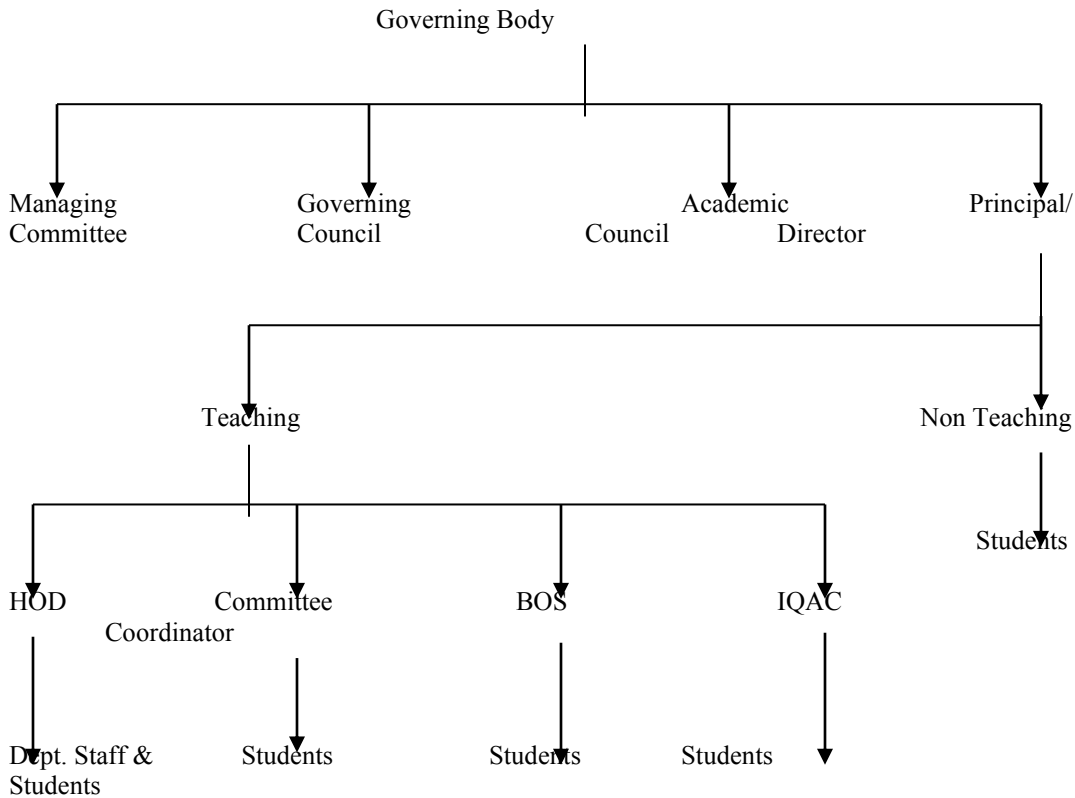 Governing Body
Managing Governing Academic Principal/
Committee Council Council Director
Teaching Non Teaching
Students
HOD Committee BOS IQAC
Coordinator
Dept. Staff & Students Students Students
Students